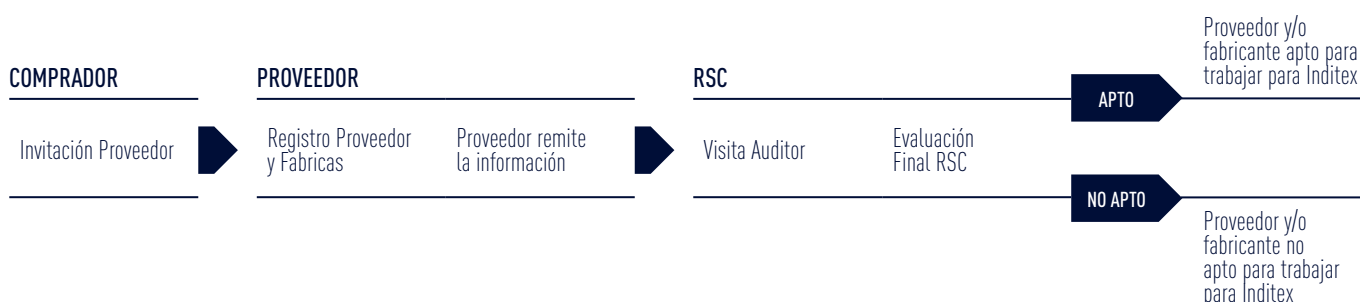 COMPRADOR
Invitación Proveedor
PROVEEDOR
Registro Proveedor
y Fabricas
Proveedor remite
la información
RSC
Visita Auditor
Evaluación
Final RSC
APTO
Proveedor y/o
fabricante apto para
trabajar para Inditex
NO APTO
Proveedor y/o
fabricante no
apto para trabajar
para Inditex